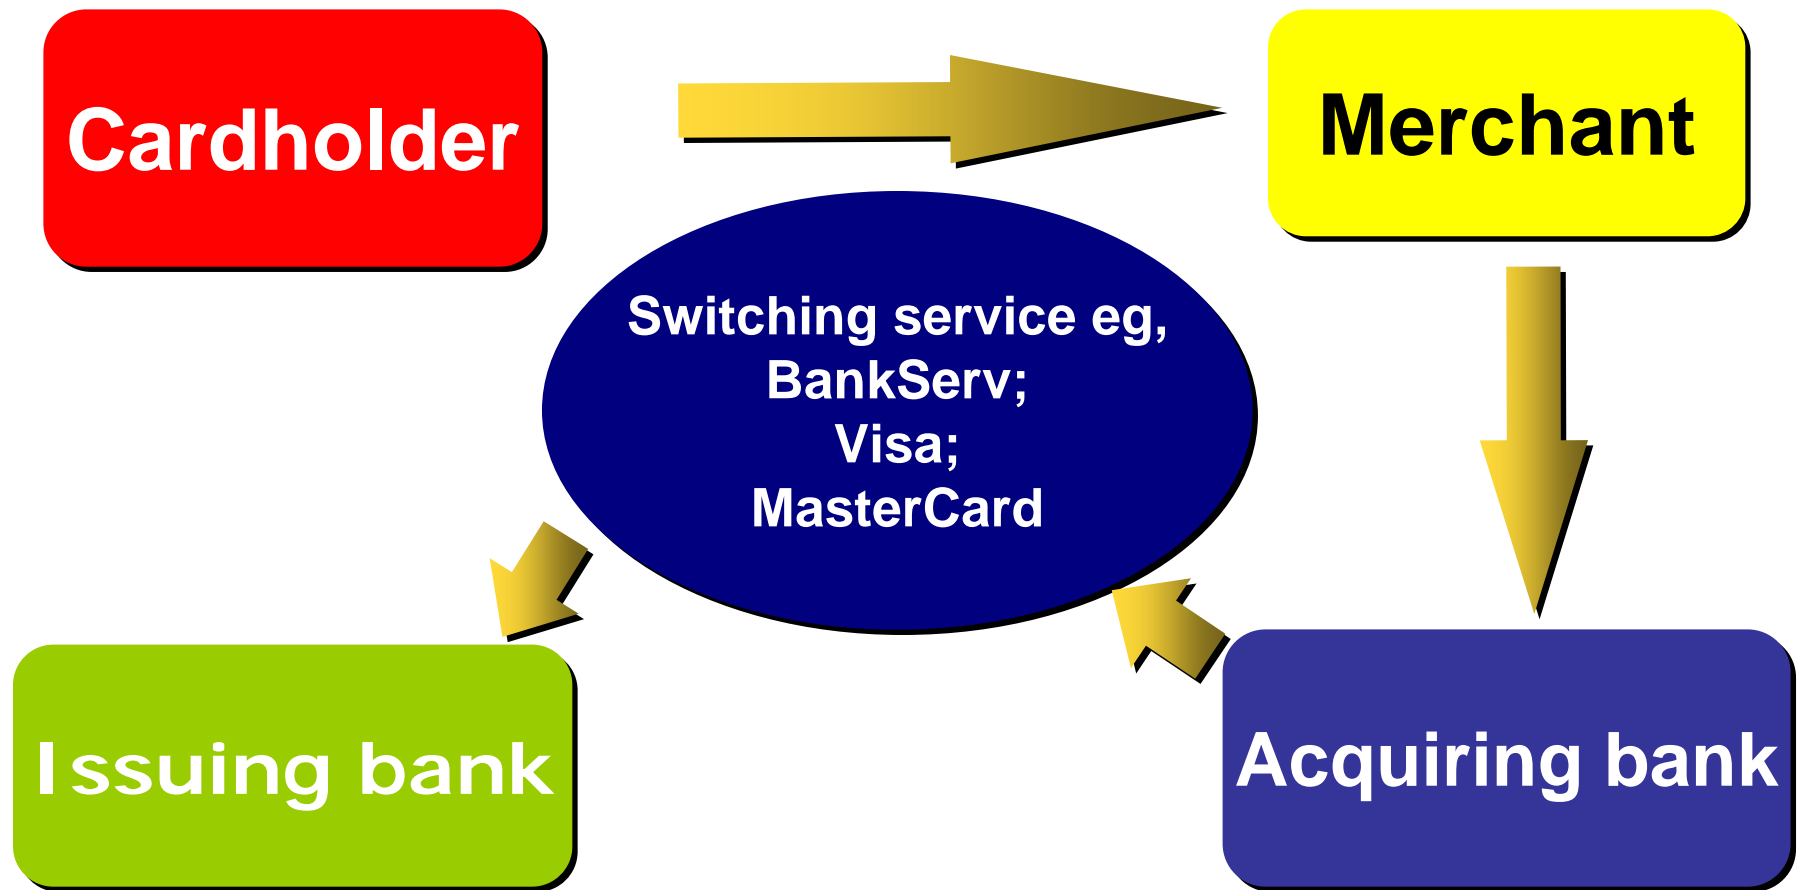 Cardholder
Merchant
Switching service eg,
BankServ;
Visa;
MasterCard
Issuing bank
Acquiring bank